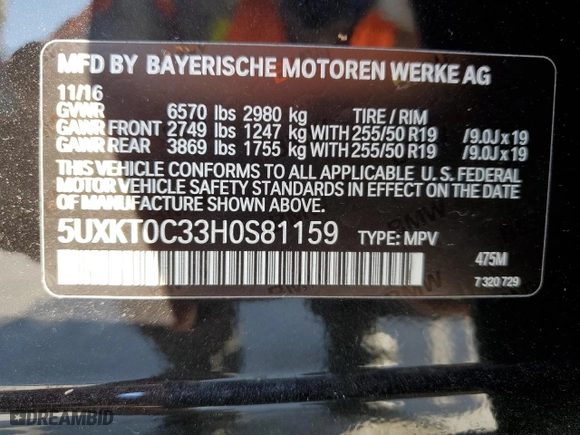 MFD BY BAYERISCHE MOTOREN WERKE AG
11/16
GVWR 6570 lbs 2980 kg TIRE / RIM
GAWR FRONT 2749 lbs 1247 kg WITH 255/50 R19 /9.0J x 19
GAWR REAR 3869 lbs 1755 kg WITH 255/50 R19 /9.0J x 19
THIS VEHICLE CONFORMS TO ALL APPLICABLE U.S. FEDERAL
MOTOR VEHICLE SAFETY STANDARDS IN EFFECT ON THE DATE
OF MANUFACTURE SHOWN ABOVE.
5UXKT0C33H0S81159 TYPE: MPV
475M
7 320 729
DREAMBID